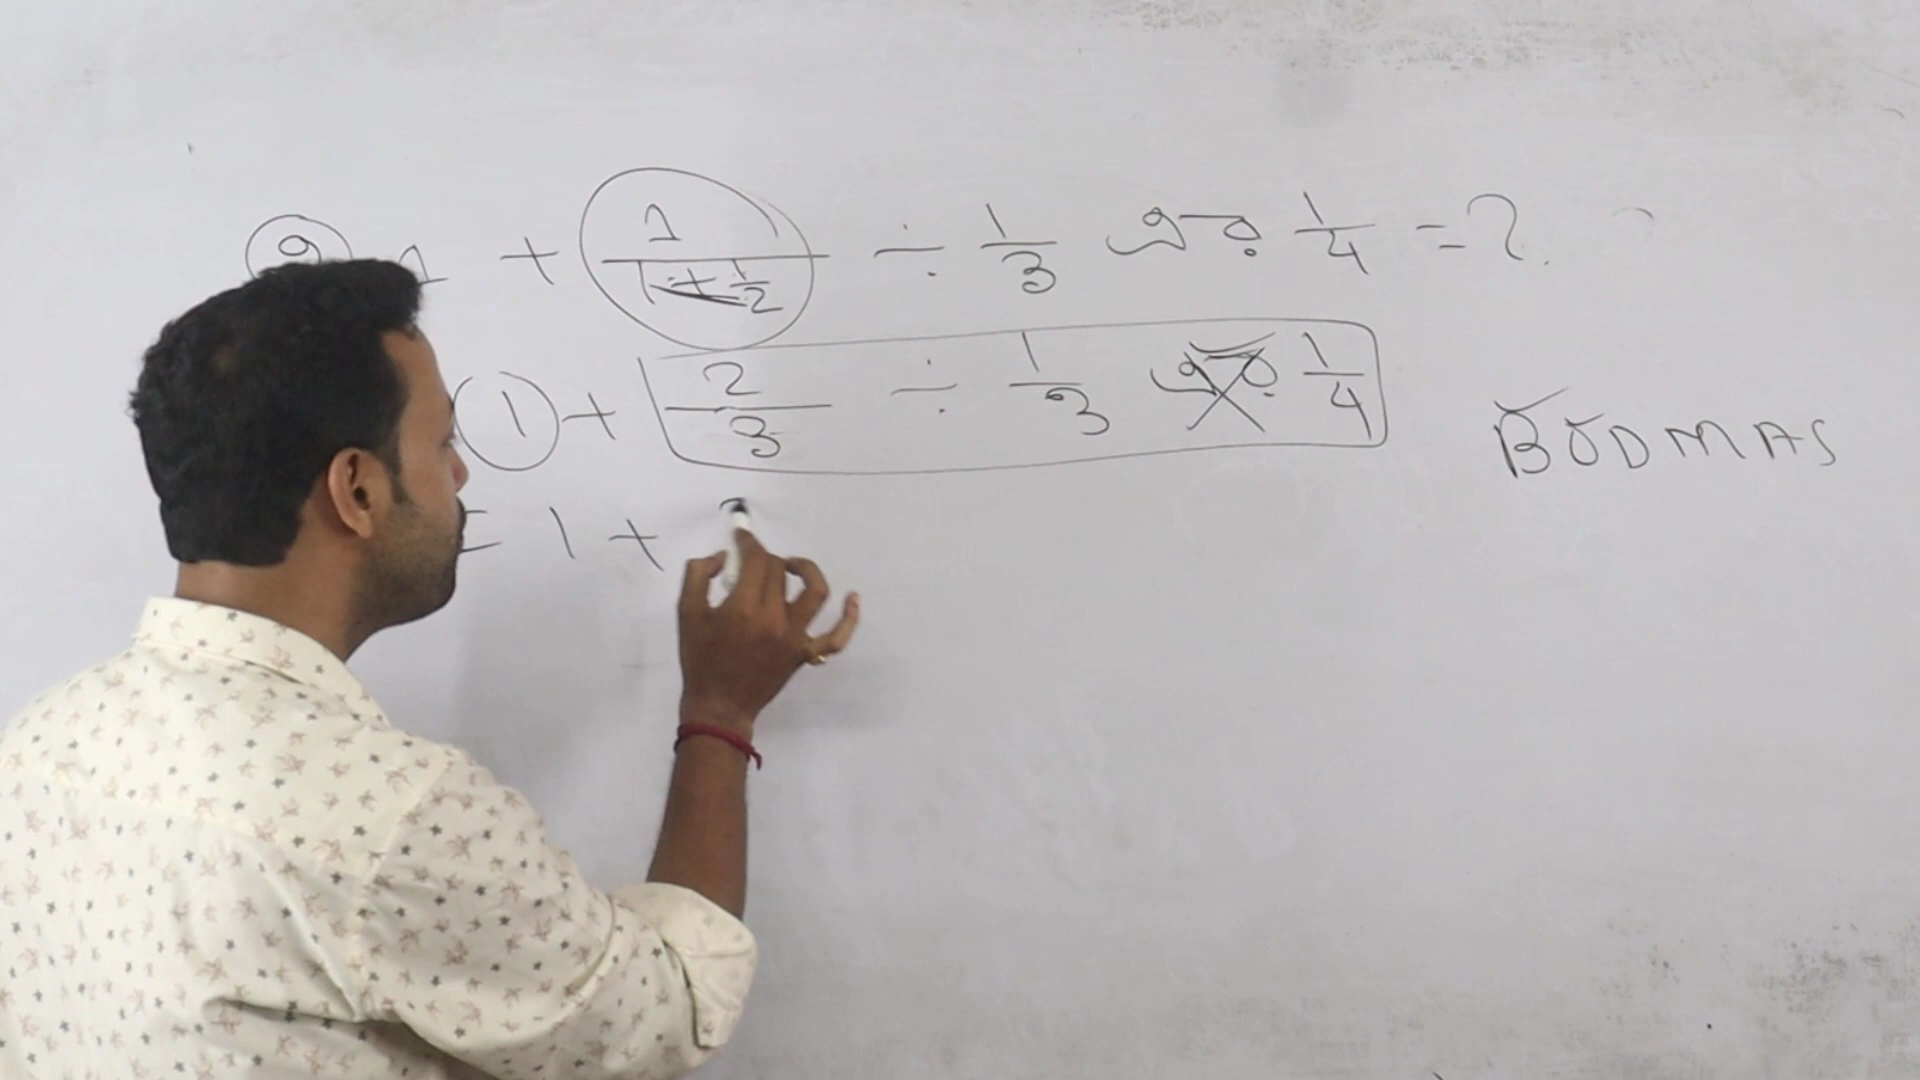 1 + 1/(1+1/2) ÷ 1/3 এর 1/4 = ?
1 + 2/3 ÷ 1/3 এর 1/4
BODMAS
= 1 +